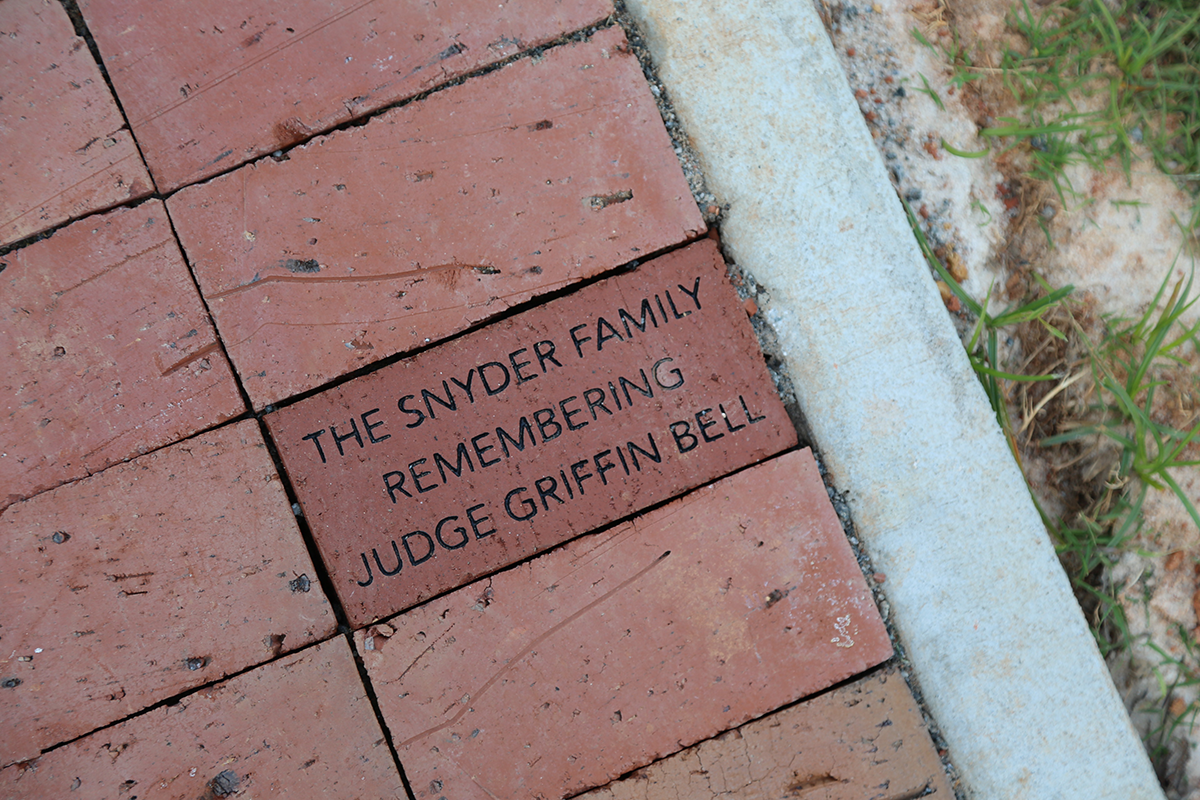 THE SNYDER FAMILY
REMEMBERING
JUDGE GRIFFIN BELL